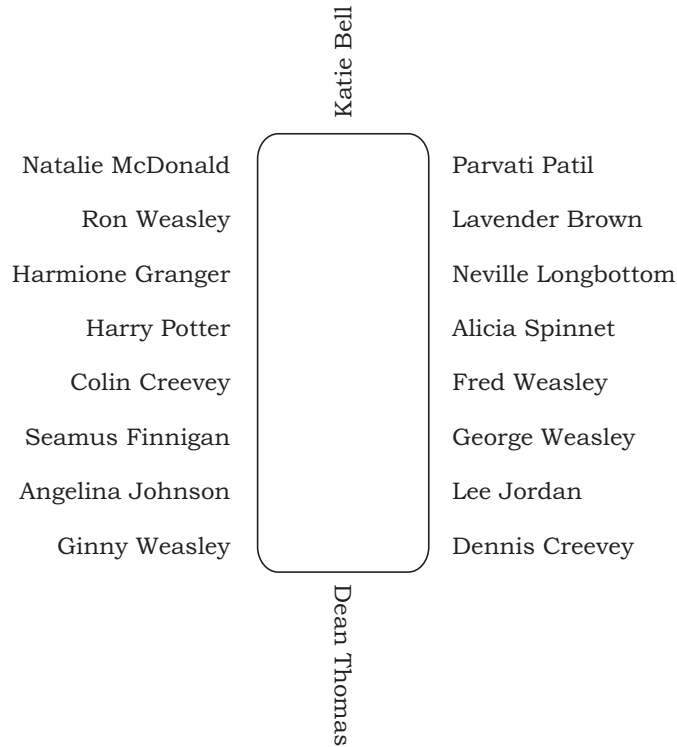 Katie Bell
Natalie McDonald
Parvati Patil
Ron Weasley
Lavender Brown
Harmione Granger
Neville Longbottom
Harry Potter
Alicia Spinnet
Colin Creevey
Fred Weasley
Seamus Finnigan
George Weasley
Angelina Johnson
Lee Jordan
Ginny Weasley
Dennis Creevey
Dean Thomas